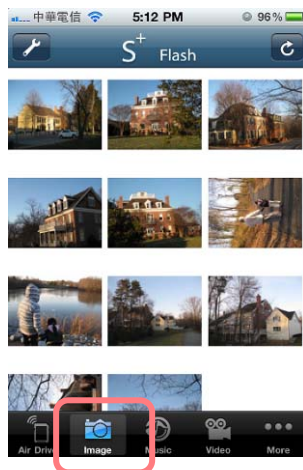 中華電信 5:12 PM 96%
S+ Flash
Air Drive Image Music Video More